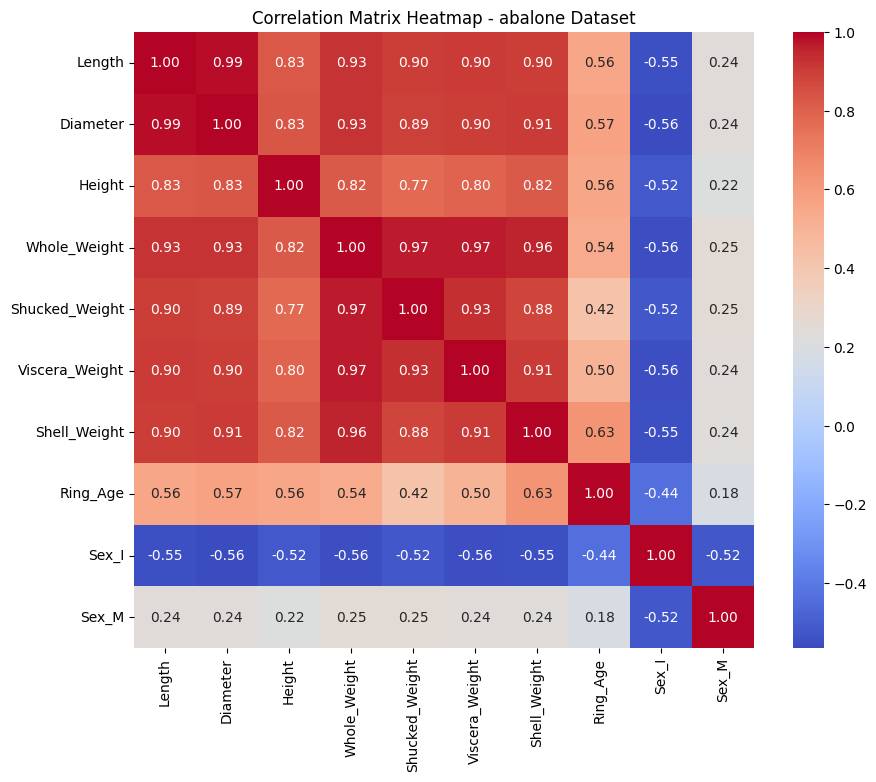 Correlation Matrix Heatmap - abalone Dataset
Length 1.00 0.99 0.83 0.93 0.90 0.90 0.90 0.56 -0.55 0.24
Diameter 0.99 1.00 0.83 0.93 0.89 0.90 0.91 0.57 -0.56 0.24
Height 0.83 0.83 1.00 0.82 0.77 0.80 0.82 0.56 -0.52 0.22
Whole_Weight 0.93 0.93 0.82 1.00 0.97 0.97 0.96 0.54 -0.56 0.25
Shucked_Weight 0.90 0.89 0.77 0.97 1.00 0.93 0.88 0.42 -0.52 0.25
Viscera_Weight 0.90 0.90 0.80 0.97 0.93 1.00 0.91 0.50 -0.56 0.24
Shell_Weight 0.90 0.91 0.82 0.96 0.88 0.91 1.00 0.63 -0.55 0.24
Ring_Age 0.56 0.57 0.56 0.54 0.42 0.50 0.63 1.00 -0.44 0.18
Sex_I -0.55 -0.56 -0.52 -0.56 -0.52 -0.56 -0.55 -0.44 1.00 -0.52
Sex_M 0.24 0.24 0.22 0.25 0.25 0.24 0.24 0.18 -0.52 1.00
Length
Diameter
Height
Whole_Weight
Shucked_Weight
Viscera_Weight
Shell_Weight
Ring_Age
Sex_I
Sex_M
1.0
0.8
0.6
0.4
0.2
0.0
−0.2
−0.4